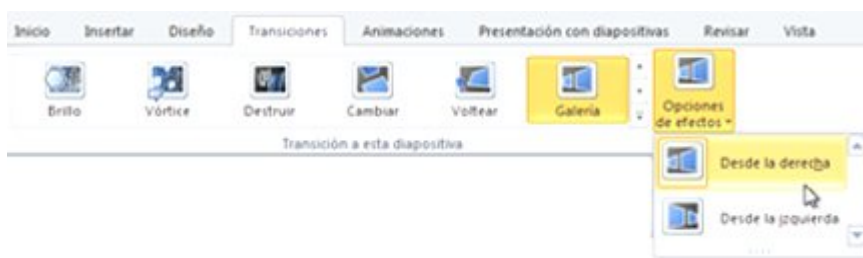 Inicio Insertar Diseño Transiciones Animaciones Presentación con diapositivas Revisar Vista
Brillo Vórtice Destruir Cambiar Voltear Galería Opciones
de efectos
Transición a esta diapositiva
Desde la derecha
Desde la izquierda